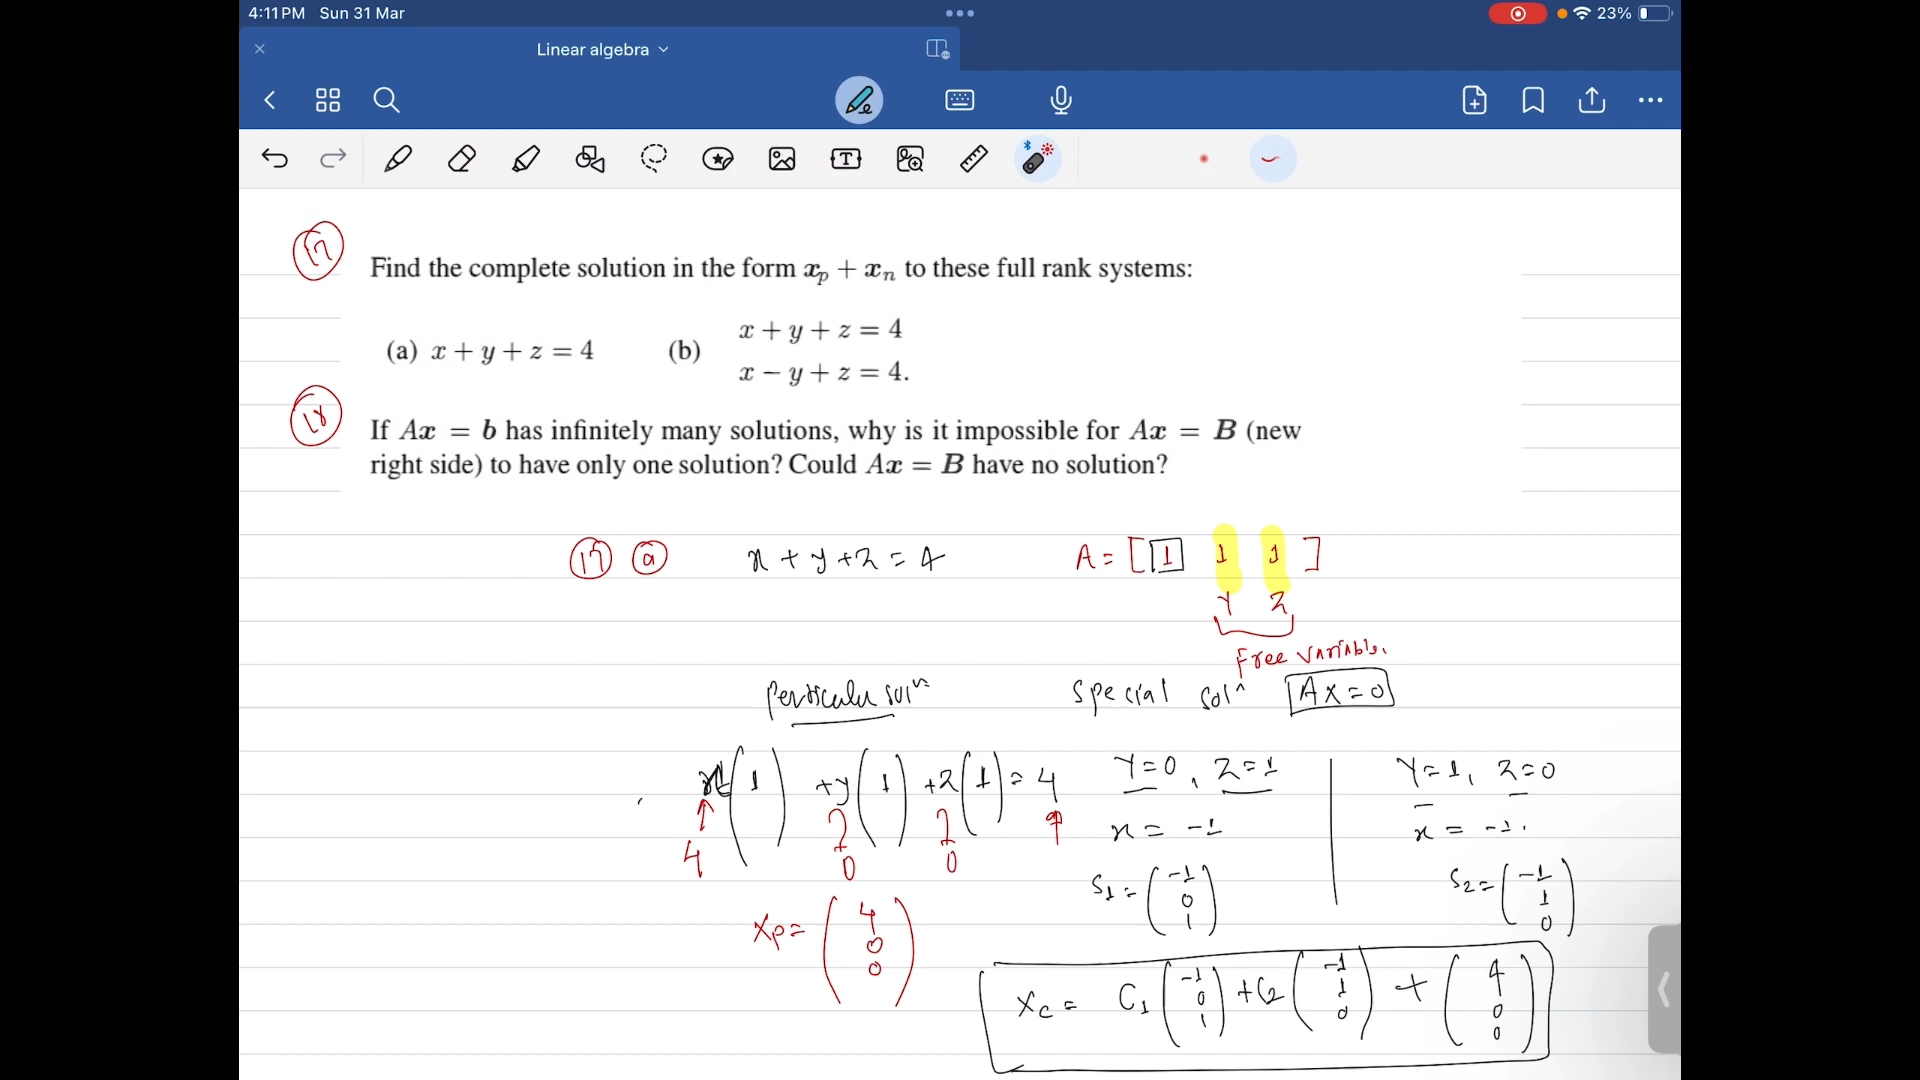 4:11 PM Sun 31 Mar
23%
Linear algebra
17
Find the complete solution in the form xₚ + xₙ to these full rank systems:
(a) x + y + z = 4 (b) x + y + z = 4
x − y + z = 4.
18
If Ax = b has infinitely many solutions, why is it impossible for Ax = B (new
right side) to have only one solution? Could Ax = B have no solution?
17 a x + y + z = 4 A = [ 1 1 1 ]
Y Z
Free variable.
Perticular solⁿ Special solⁿ AX=0
x(1) + y(1) + z(1) = 4 Y=0, Z=1 Y=1, Z=0
4 0 0 x = -1 x = -1.
S1 = (-1 0 1) S2 = (-1 1 0)
Xp = (4 0 0)
Xc = C1 (-1 0 1) + C2 (-1 1 0) + (4 0 0)